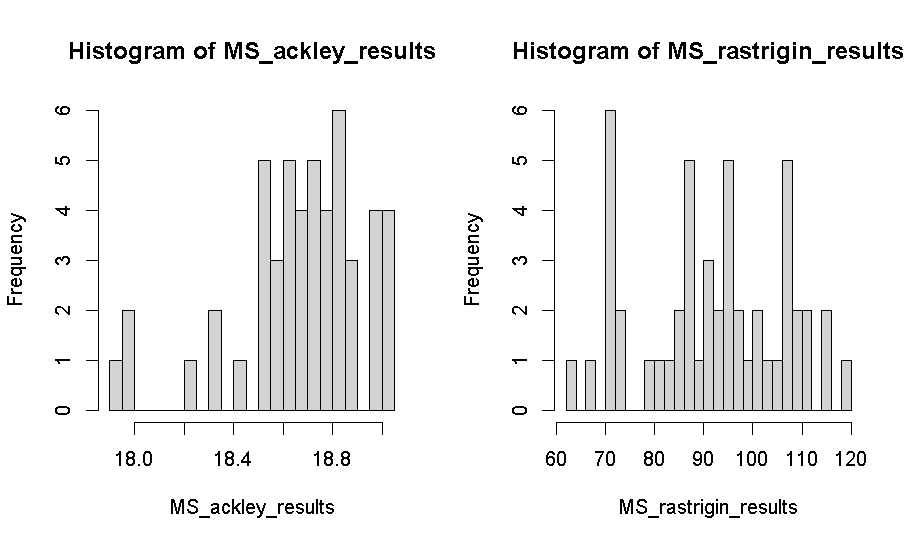 Histogram of MS_ackley_results
Frequency
0 1 2 3 4 5 6
18.0 18.4 18.8
MS_ackley_results
Histogram of MS_rastrigin_results
Frequency
0 1 2 3 4 5 6
60 70 80 90 100 110 120
MS_rastrigin_results